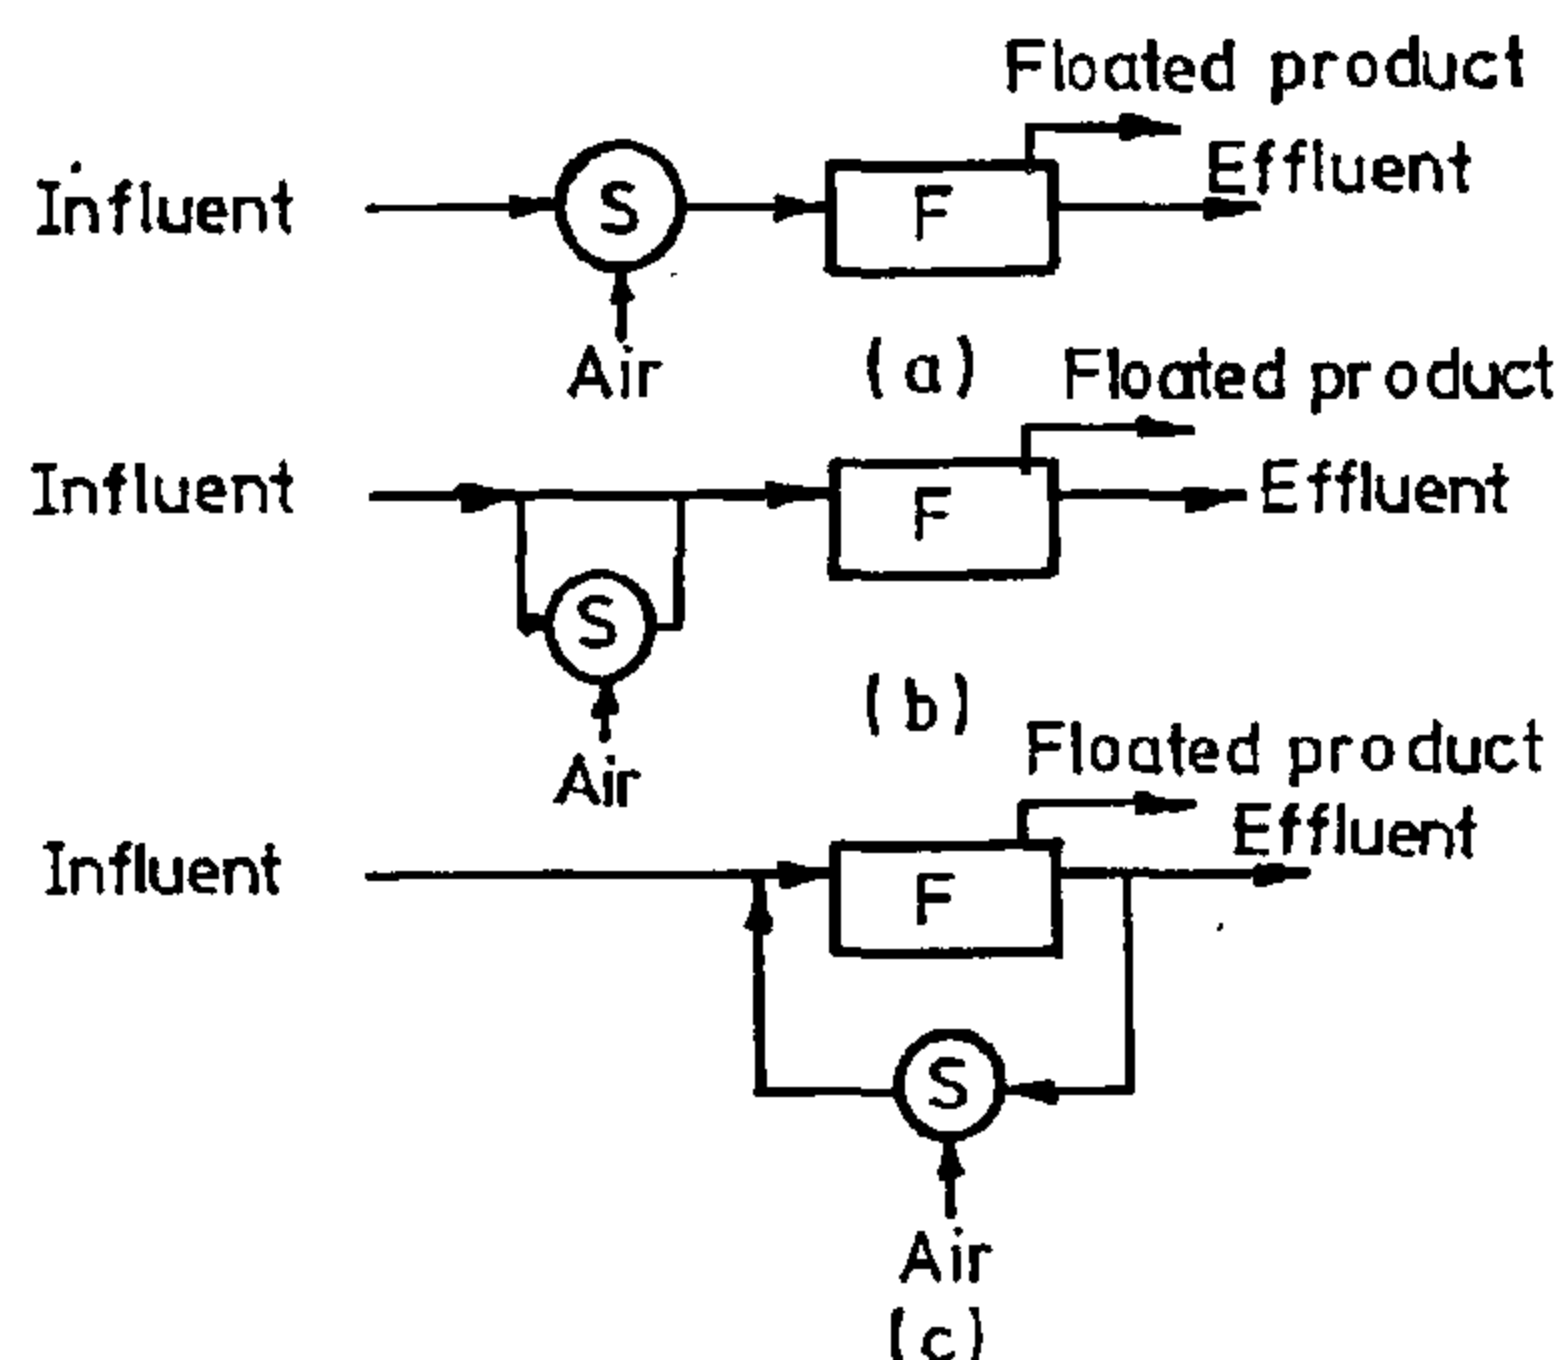 Floated product
Influent S F Effluent
Air
(a)
Floated product
Influent F Effluent
S
(b)
Air
Floated product
Influent F Effluent
S
Air
(c)